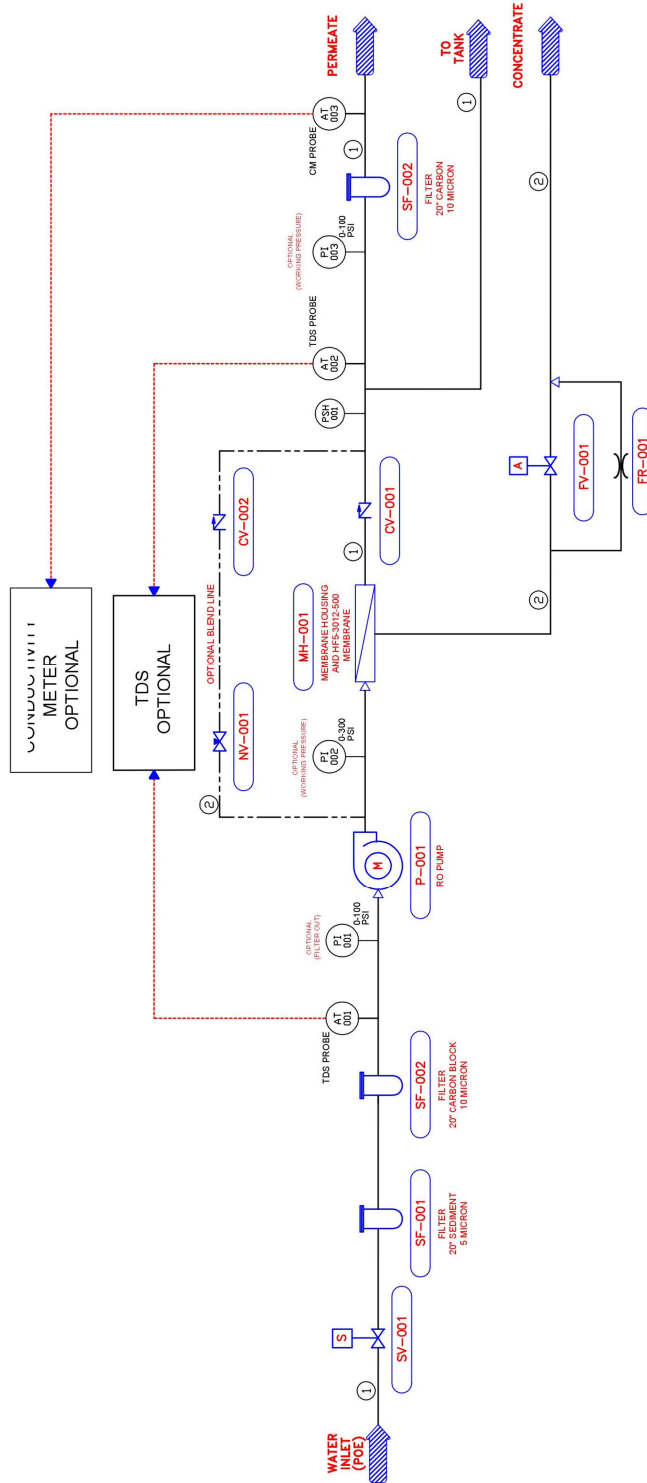 CONDUCTIVITY
METER
OPTIONAL
TDS
OPTIONAL
WATER
INLET
(POE)
1
S
SV-001
SF-001
FILTER
20" SEDIMENT
5 MICRON
SF-002
FILTER
20" CARBON BLOCK
10 MICRON
TDS PROBE
AT
001
OPTIONAL
(FILTER OUT)
PI
001
0-100
PSI
M
P-001
RO PUMP
2
NV-001
OPTIONAL BLEND LINE
CV-002
OPTIONAL
(WORKING PRESSURE)
PI
002
0-300
PSI
MH-001
MEMBRANE HOUSING
AND HF5-3012-500
MEMBRANE
1
CV-001
PSH
001
TDS PROBE
AT
002
OPTIONAL
(WORKING PRESSURE)
PI
003
0-100
PSI
SF-002
FILTER
20" CARBON
10 MICRON
1
CM PROBE
AT
003
PERMEATE
1
TO
TANK
2
A
FV-001
FR-001
2
CONCENTRATE